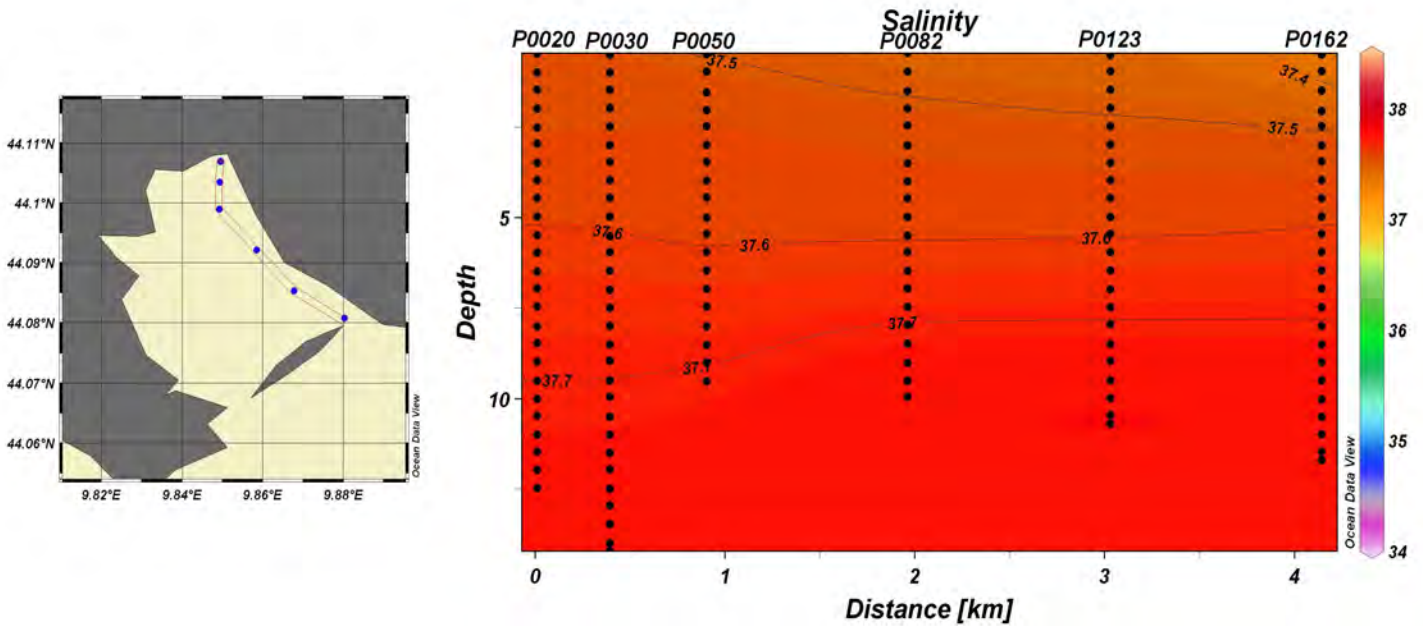 Salinity
P0020 P0030 P0050 P0082 P0123 P0162
44.11°N
44.1°N
44.09°N
44.08°N
44.07°N
44.06°N
9.82°E 9.84°E 9.86°E 9.88°E
Ocean Data View
Depth
5
10
37.5
37.4
37.5
37.6
37.6
37.6
37.7
37.7
37.7
0 1 2 3 4
Distance [km]
Ocean Data View
38
37
36
35
34